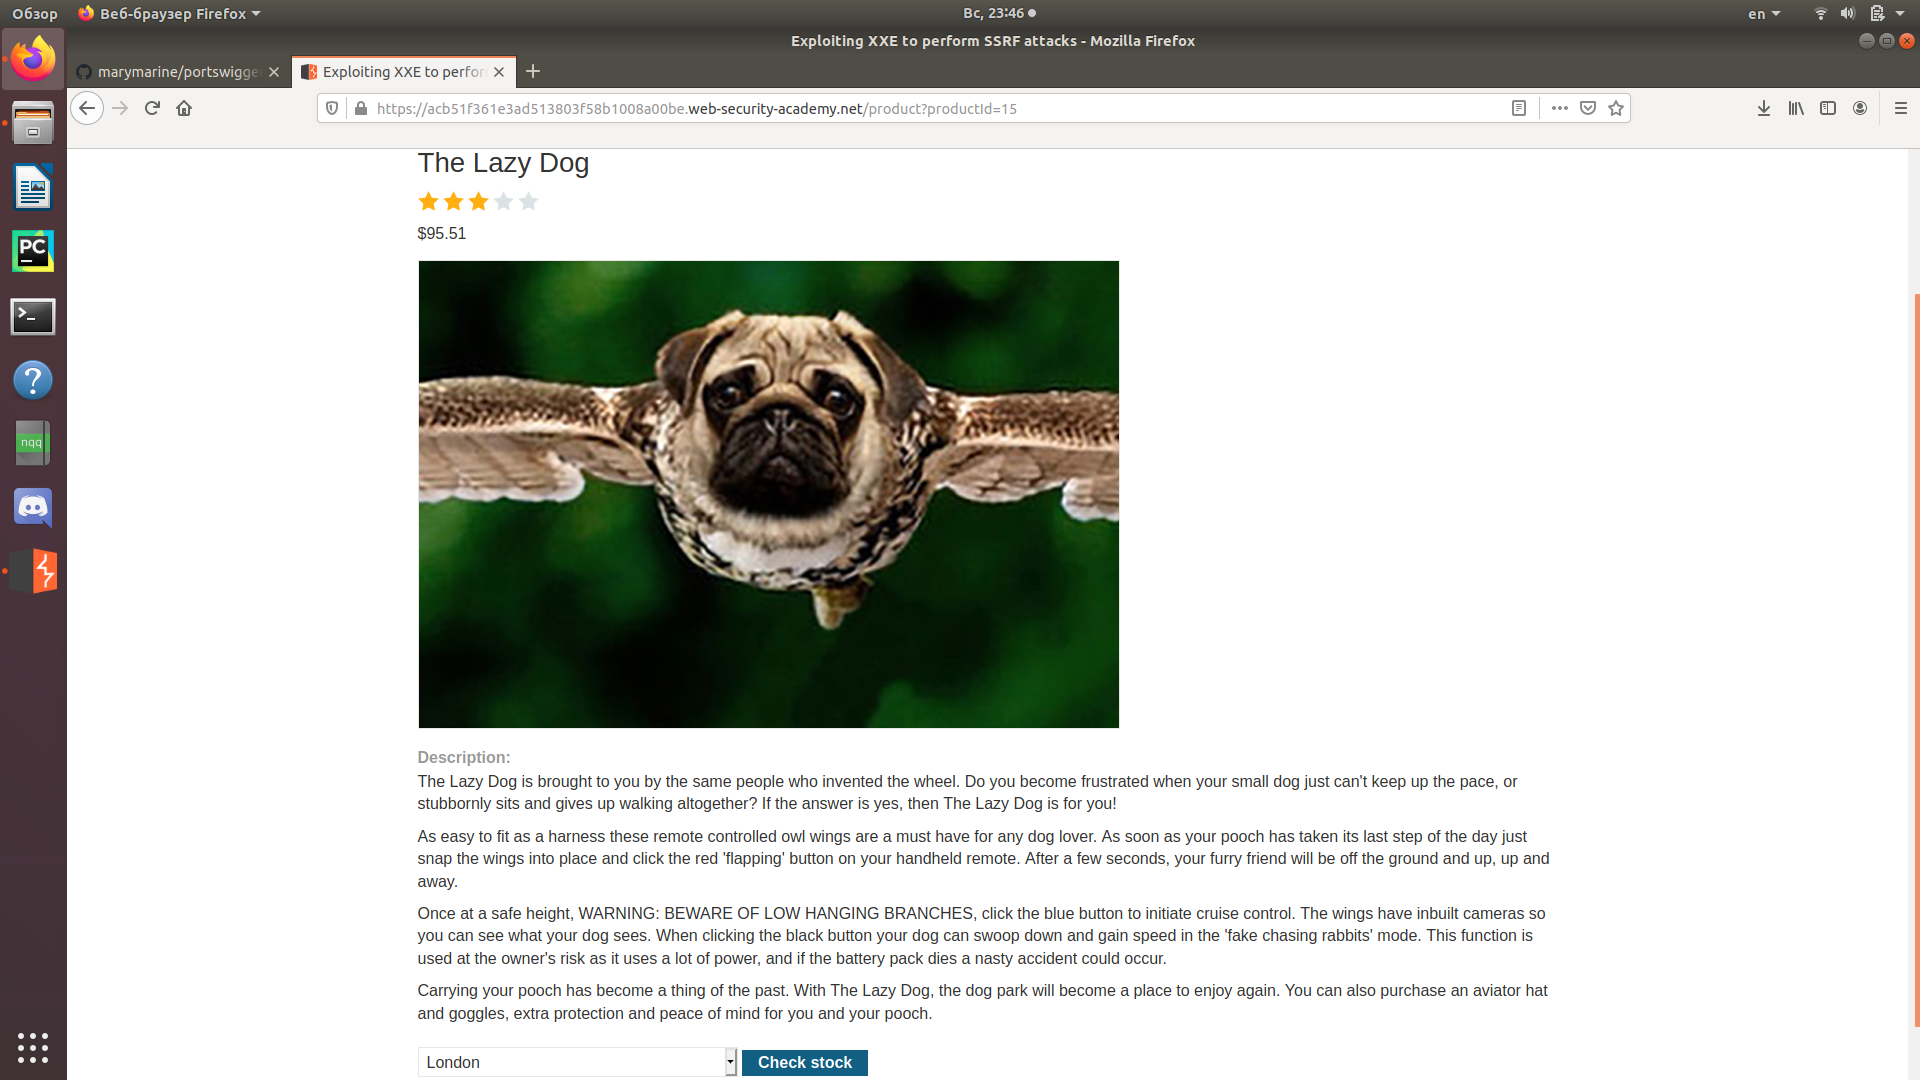 Обзор
Веб-браузер Firefox
Вс, 23:46
en
Exploiting XXE to perform SSRF attacks - Mozilla Firefox
marymarine/portswigger
Exploiting XXE to perfor
https://acb51f361e3ad513803f58b1008a00be.web-security-academy.net/product?productId=15
PC
nqq
The Lazy Dog
$95.51
Description:
The Lazy Dog is brought to you by the same people who invented the wheel. Do you become frustrated when your small dog just can't keep up the pace, or
stubbornly sits and gives up walking altogether? If the answer is yes, then The Lazy Dog is for you!
As easy to fit as a harness these remote controlled owl wings are a must have for any dog lover. As soon as your pooch has taken its last step of the day just
snap the wings into place and click the red 'flapping' button on your handheld remote. After a few seconds, your furry friend will be off the ground and up, up and
away.
Once at a safe height, WARNING: BEWARE OF LOW HANGING BRANCHES, click the blue button to initiate cruise control. The wings have inbuilt cameras so
you can see what your dog sees. When clicking the black button your dog can swoop down and gain speed in the 'fake chasing rabbits' mode. This function is
used at the owner's risk as it uses a lot of power, and if the battery pack dies a nasty accident could occur.
Carrying your pooch has become a thing of the past. With The Lazy Dog, the dog park will become a place to enjoy again. You can also purchase an aviator hat
and goggles, extra protection and peace of mind for you and your pooch.
London
Check stock